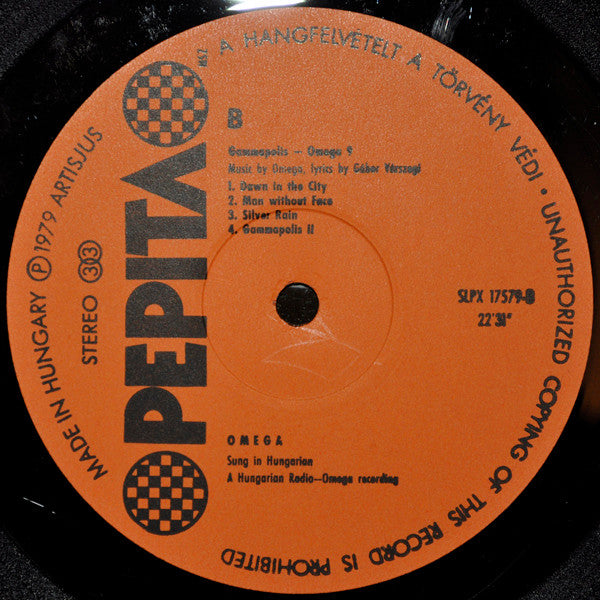 A HANGFELVÉTELT A TÖRVÉNY VÉDI • UNAUTHORIZED COPYING OF THIS RECORD IS PROHIBITED
MADE IN HUNGARY Ⓟ 1979 ARTISJUS
STEREO 33
PEPITA
MSZ
B
Gammapolis — Omega 9
Music by Omega, lyrics by Gábor Várszegi
1. Dawn in the City
2. Man without Face
3. Silver Rain
4. Gammapolis II
SLPX 17579-B
22'31"
OMEGA
Sung in Hungarian
A Hungarian Radio—Omega recording